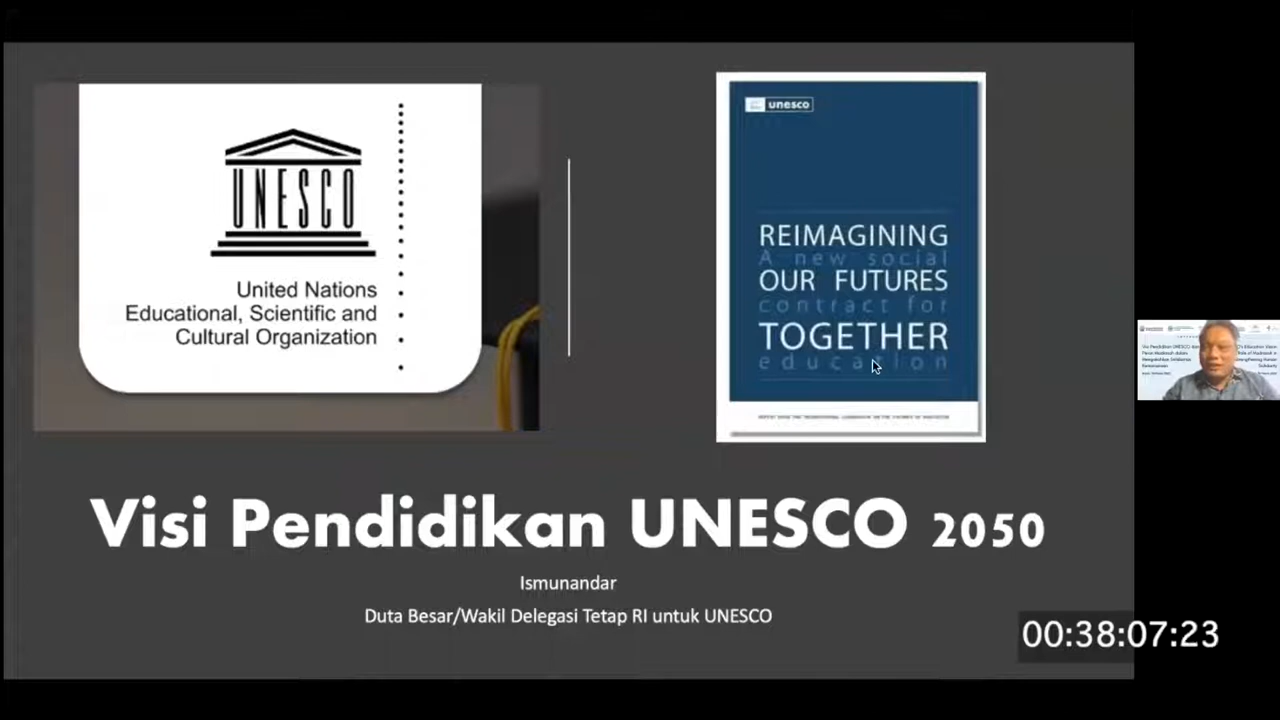 UNESCO
United Nations
Educational, Scientific and
Cultural Organization
unesco
REIMAGINING
A new social
OUR FUTURES
contract for
TOGETHER
education
Visi Pendidikan UNESCO 2050
Ismunandar
Duta Besar/Wakil Delegasi Tetap RI untuk UNESCO
00:38:07:23